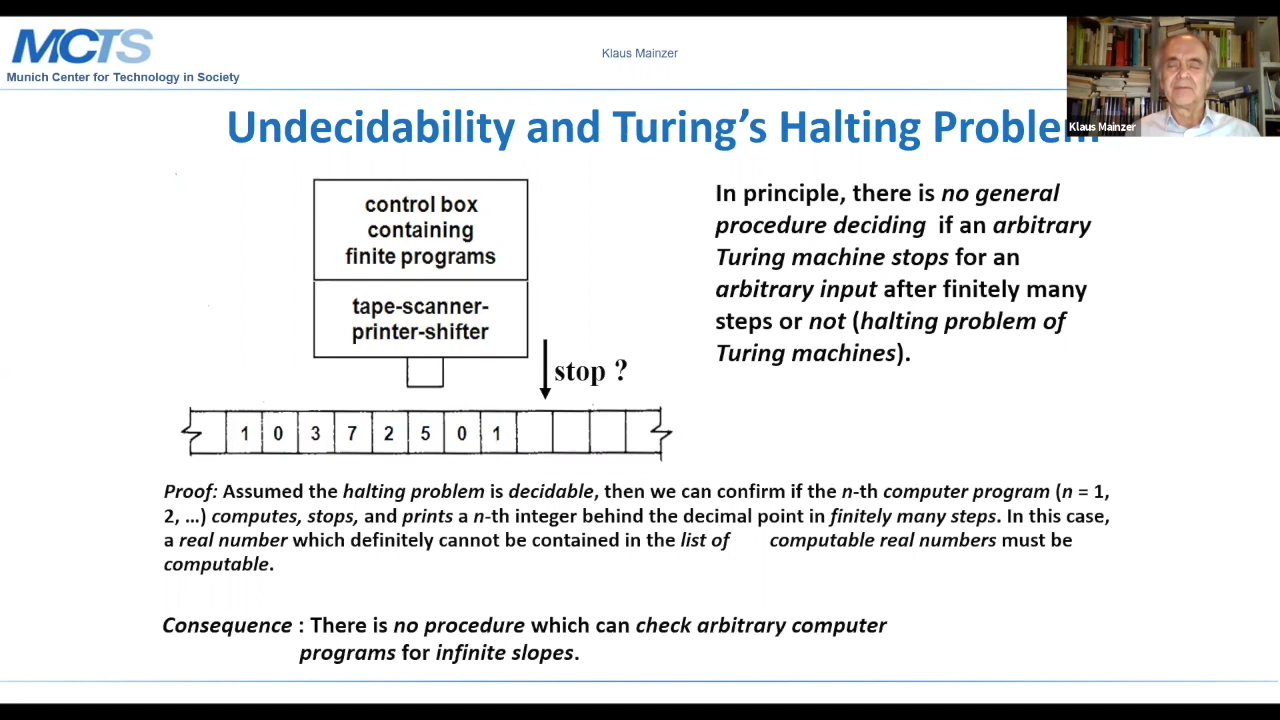 MCTS
Munich Center for Technology in Society
Klaus Mainzer
Klaus Mainzer
Undecidability and Turing's Halting Problem
control box
containing
finite programs
tape-scanner-
printer-shifter
stop ?
1 0 3 7 2 5 0 1
In principle, there is no general
procedure deciding if an arbitrary
Turing machine stops for an
arbitrary input after finitely many
steps or not (halting problem of
Turing machines).
Proof: Assumed the halting problem is decidable, then we can confirm if the n-th computer program (n = 1,
2, …) computes, stops, and prints a n-th integer behind the decimal point in finitely many steps. In this case,
a real number which definitely cannot be contained in the list of computable real numbers must be
computable.
Consequence : There is no procedure which can check arbitrary computer
programs for infinite slopes.